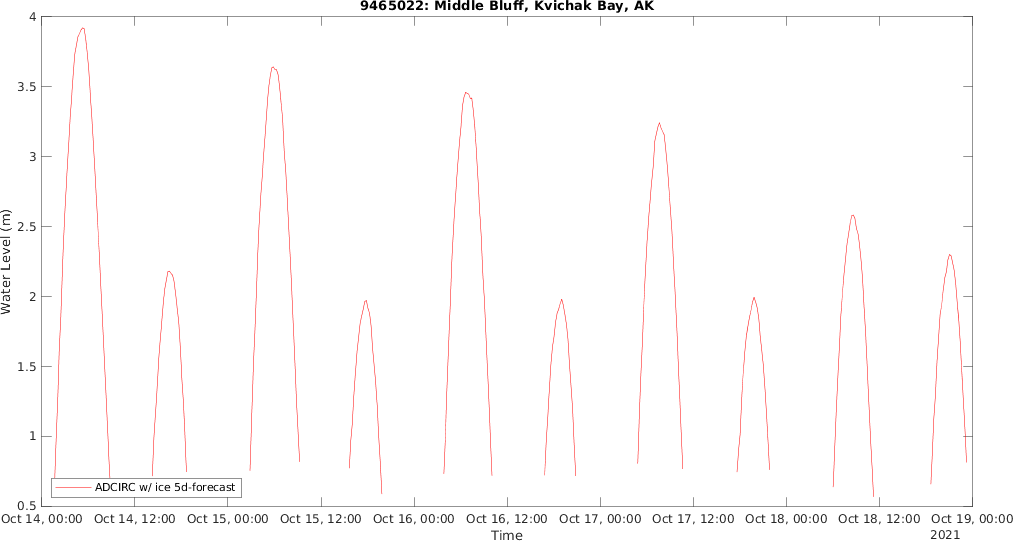 9465022: Middle Bluff, Kvichak Bay, AK
Water Level (m)
4
3.5
3
2.5
2
1.5
1
0.5
ADCIRC w/ ice 5d-forecast
Oct 14, 00:00 Oct 14, 12:00 Oct 15, 00:00 Oct 15, 12:00 Oct 16, 00:00 Oct 16, 12:00 Oct 17, 00:00 Oct 17, 12:00 Oct 18, 00:00 Oct 18, 12:00 Oct 19, 00:00
Time
2021